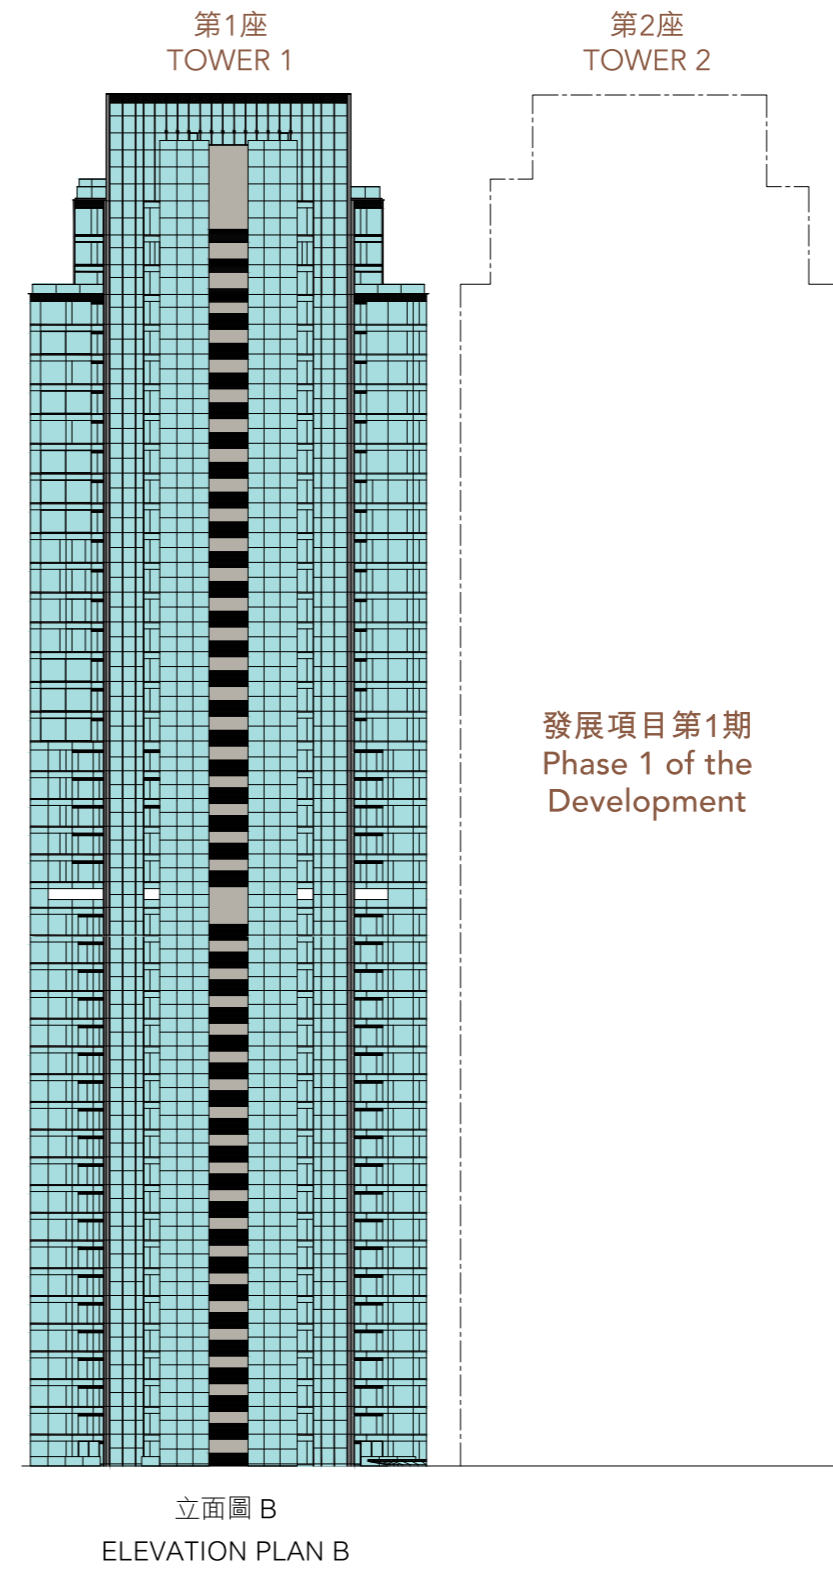 第1座
TOWER 1
第2座
TOWER 2
發展項目第1期
Phase 1 of the
Development
立面圖 B
ELEVATION PLAN B